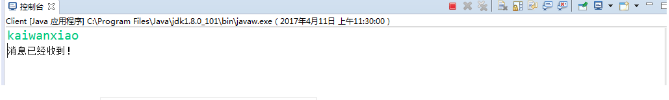 控制台
Client [Java 应用程序] C:\Program Files\Java\jdk1.8.0_101\bin\javaw.exe ( 2017年4月11日 上午11:30:00 )
kaiwanxiao
消息已经收到!